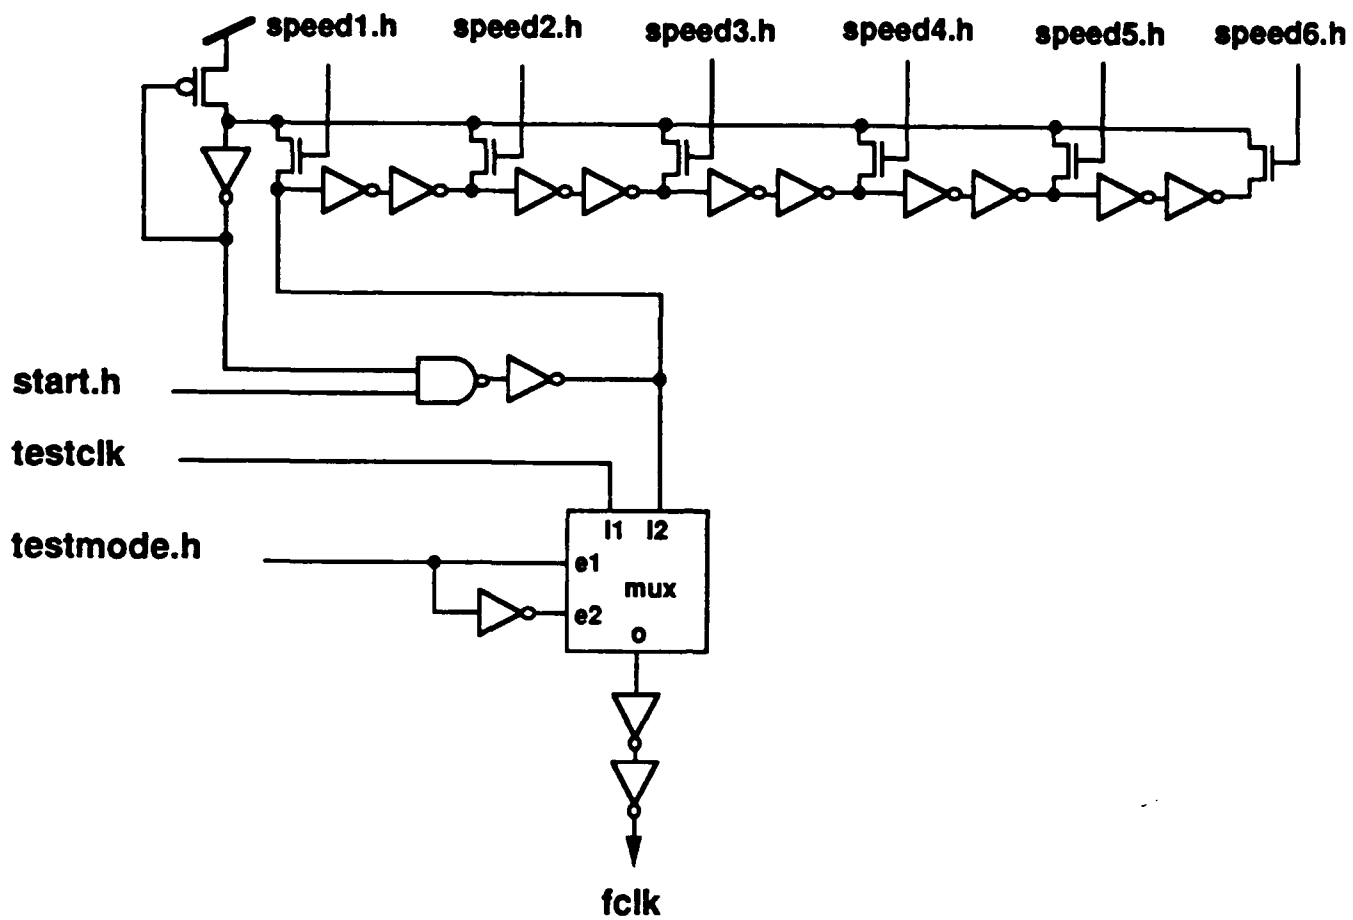 speed1.h speed2.h speed3.h speed4.h speed5.h speed6.h
start.h
testclk
I1 I2
testmode.h
e1
mux
e2
o
fclk